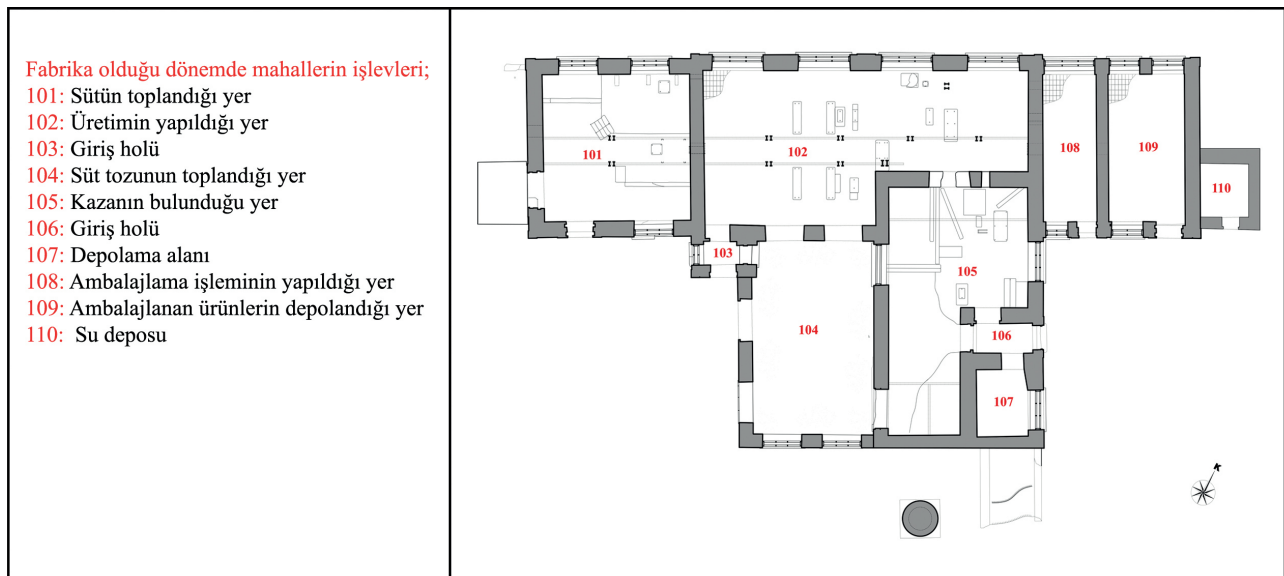 Fabrika olduğu dönemde mahallerin işlevleri;
101: Sütün toplandığı yer
102: Üretimin yapıldığı yer
103: Giriş holü
104: Süt tozunun toplandığı yer
105: Kazanın bulunduğu yer
106: Giriş holü
107: Depolama alanı
108: Ambalajlama işleminin yapıldığı yer
109: Ambalajlanan ürünlerin depolandığı yer
110: Su deposu
101
102
108
109
110
103
105
104
106
107
K